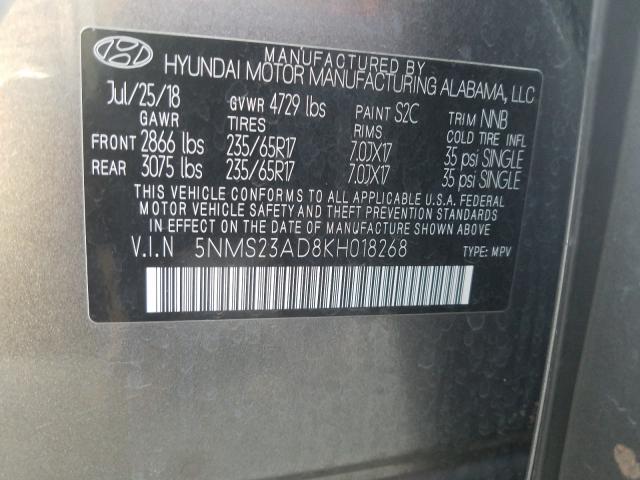 MANUFACTURED BY
HYUNDAI MOTOR MANUFACTURING ALABAMA, LLC
Jul/25/18 GVWR 4729 lbs PAINT S2C TRIM NNB
GAWR TIRES RIMS COLD TIRE INFL
FRONT 2866 lbs 235/65R17 7.0JX17 35 psi SINGLE
REAR 3075 lbs 235/65R17 7.0JX17 35 psi SINGLE
THIS VEHICLE CONFORMS TO ALL APPLICABLE U.S.A. FEDERAL
MOTOR VEHICLE SAFETY AND THEFT PREVENTION STANDARDS
IN EFFECT ON THE DATE OF MANUFACTURE SHOWN ABOVE
V.I.N 5NMS23AD8KH018268 TYPE: MPV